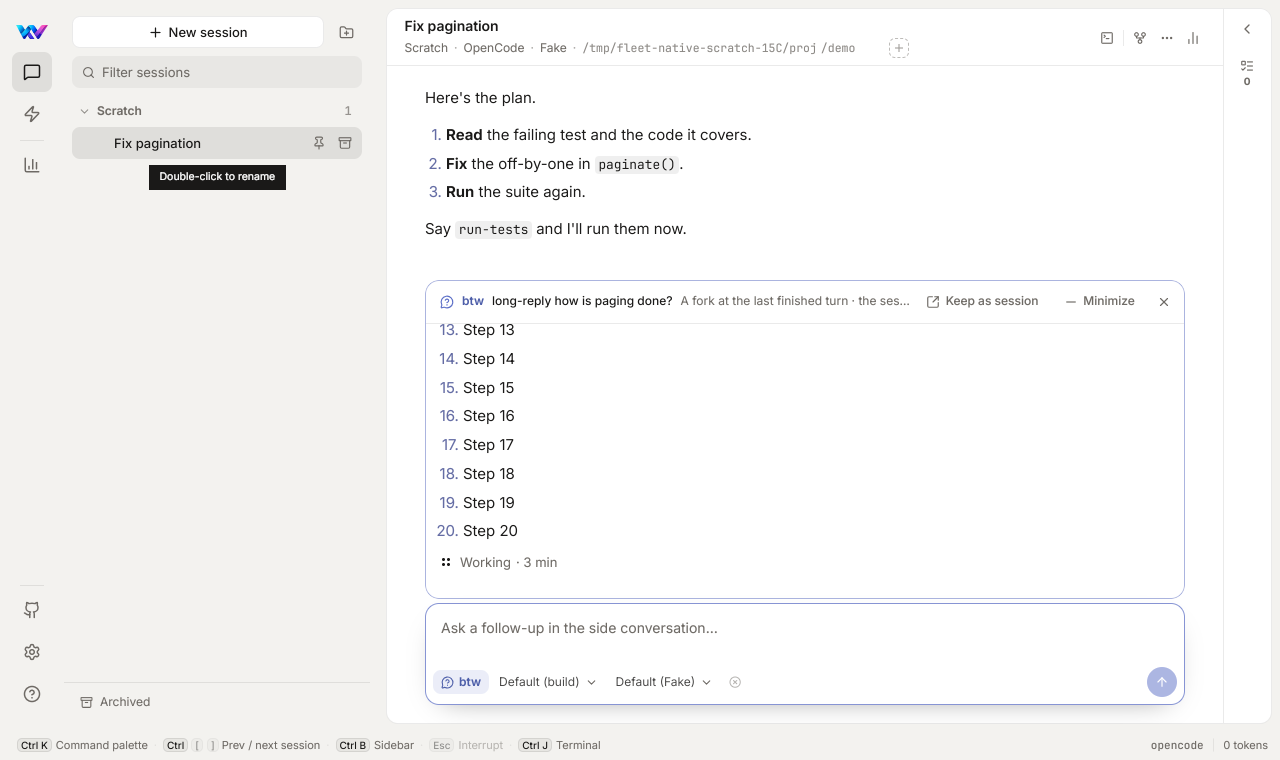 New session
Filter sessions
Scratch 1
Fix pagination
Double-click to rename
Archived
Fix pagination
Scratch · OpenCode · Fake · /tmp/fleet-native-scratch-15C/proj /demo
0
Here's the plan.
1. Read the failing test and the code it covers.
2. Fix the off-by-one in paginate().
3. Run the suite again.
Say run-tests and I'll run them now.
btw long-reply how is paging done? A fork at the last finished turn · the ses... Keep as session Minimize
13. Step 13
14. Step 14
15. Step 15
16. Step 16
17. Step 17
18. Step 18
19. Step 19
20. Step 20
Working · 3 min
Ask a follow-up in the side conversation...
btw Default (build) Default (Fake)
Ctrl K Command palette · Ctrl [ ] Prev / next session · Ctrl B Sidebar · Esc Interrupt · Ctrl J Terminal opencode 0 tokens